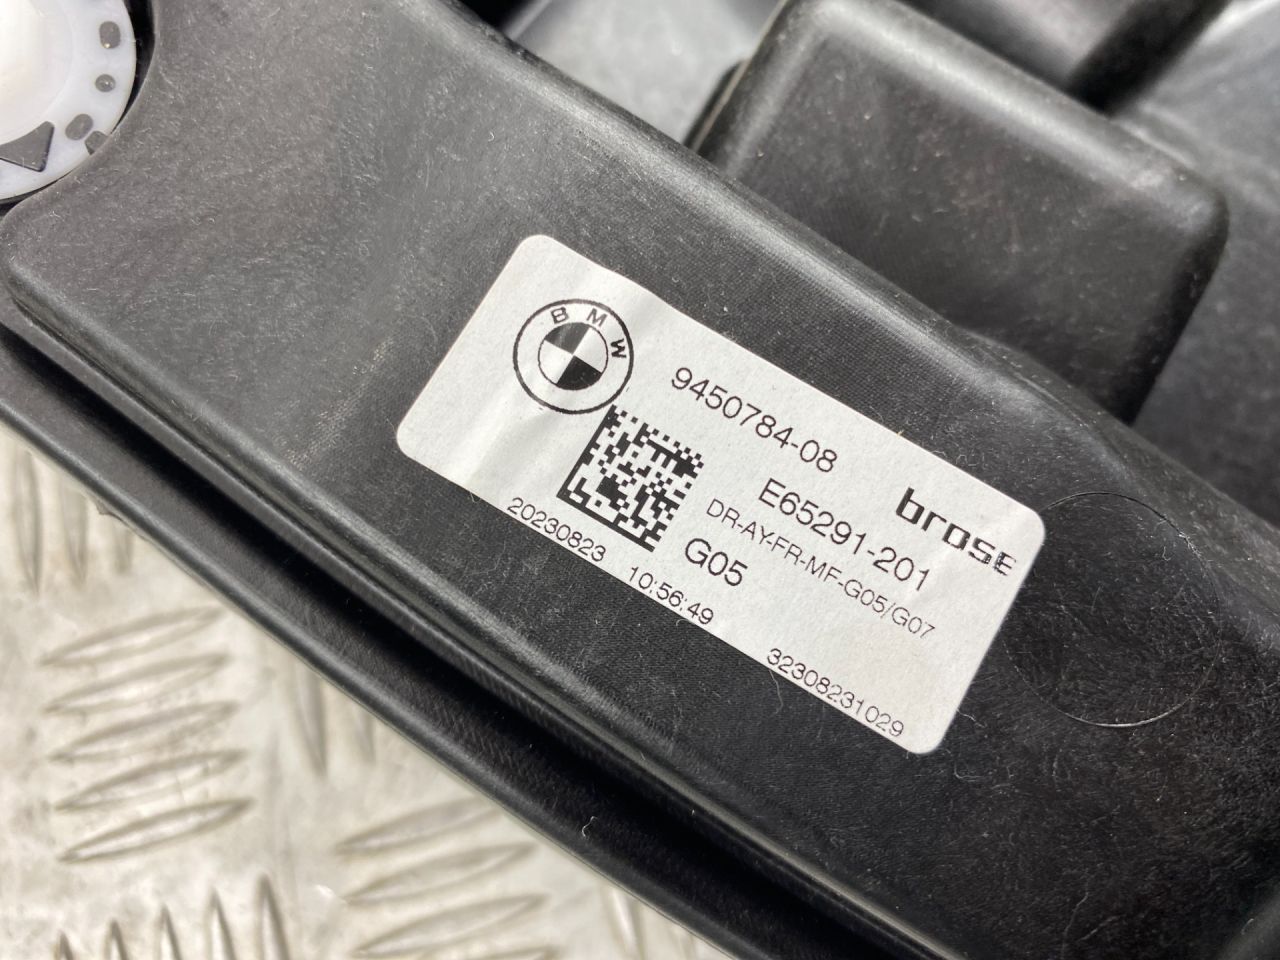 BMW
9450784-08
brose
E65291-201
DR-AY-FR-MF-G05/G07
G05
20230823 10:56:49
32308231029